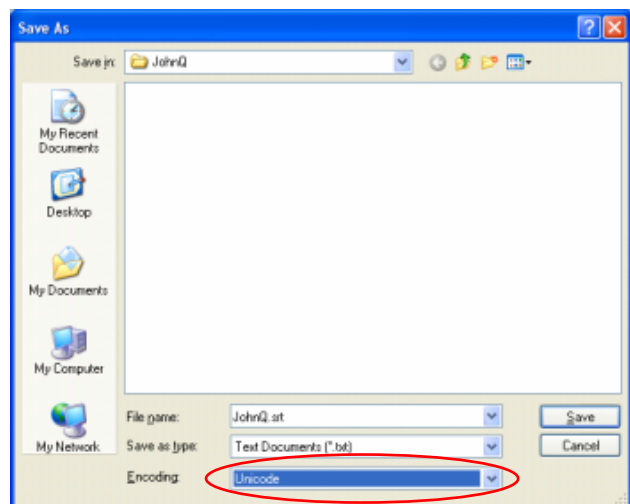 Save As
Save in:
JohnQ
My Recent
Documents
Desktop
My Documents
My Computer
My Network
File name:
JohnQ.srt
Save
Save as type:
Text Documents (*.txt)
Cancel
Encoding:
Unicode